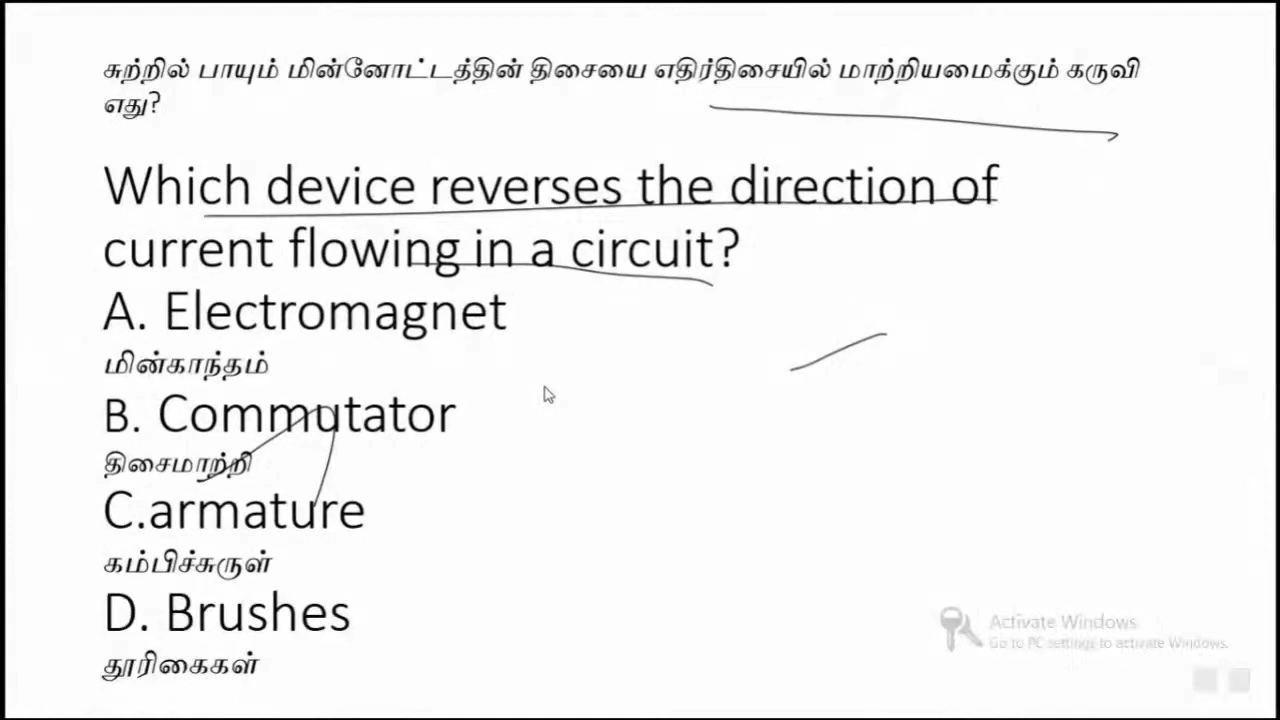 சுற்றில் பாயும் மின்னோட்டத்தின் திசையை எதிர்திசையில் மாற்றியமைக்கும் கருவி
எது?
Which device reverses the direction of
current flowing in a circuit?
A. Electromagnet
மின்காந்தம்
B. Commutator
திசைமாற்றி
C.armature
கம்பிச்சுருள்
D. Brushes
தூரிகைகள்
Activate Windows
Go to PC settings to activate Windows.